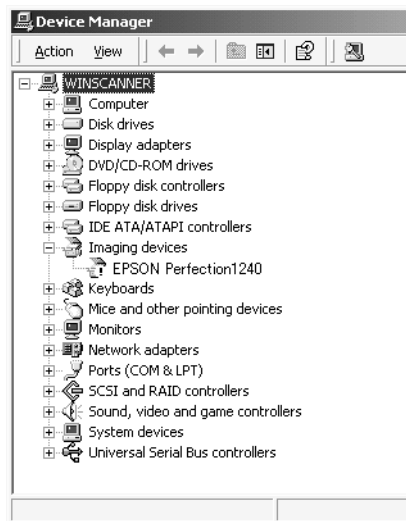 Device Manager
Action View
WINSCANNER
Computer
Disk drives
Display adapters
DVD/CD-ROM drives
Floppy disk controllers
Floppy disk drives
IDE ATA/ATAPI controllers
Imaging devices
EPSON Perfection1240
Keyboards
Mice and other pointing devices
Monitors
Network adapters
Ports (COM & LPT)
SCSI and RAID controllers
Sound, video and game controllers
System devices
Universal Serial Bus controllers